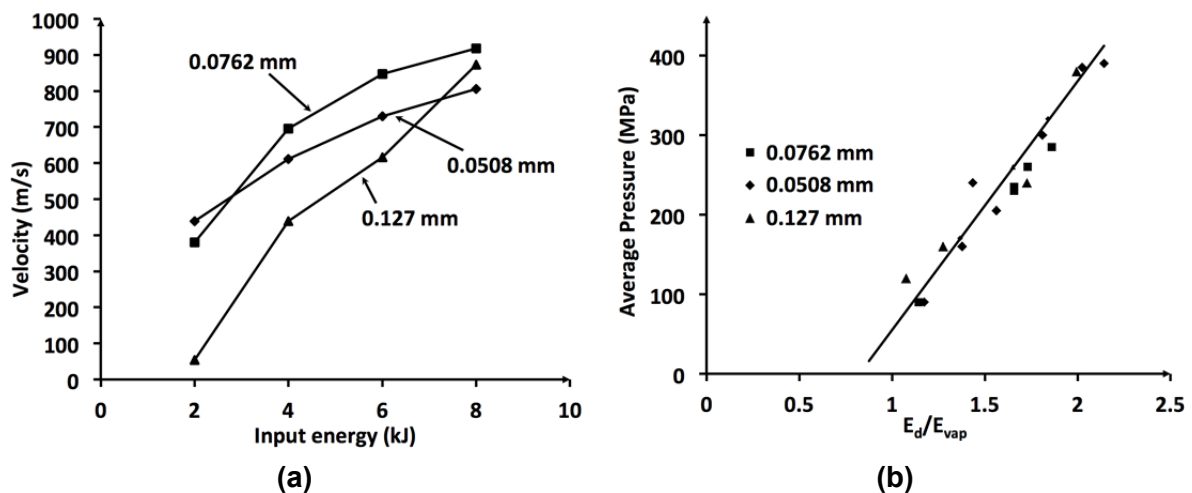 1000
900
800
700
600
500
400
300
200
100
0
Velocity (m/s)
0.0762 mm
0.0508 mm
0.127 mm
0 2 4 6 8 10
Input energy (kJ)
(a)
400
300
200
100
0
Average Pressure (MPa)
0.0762 mm
0.0508 mm
0.127 mm
0 0.5 1 1.5 2 2.5
E_d/E_vap
(b)